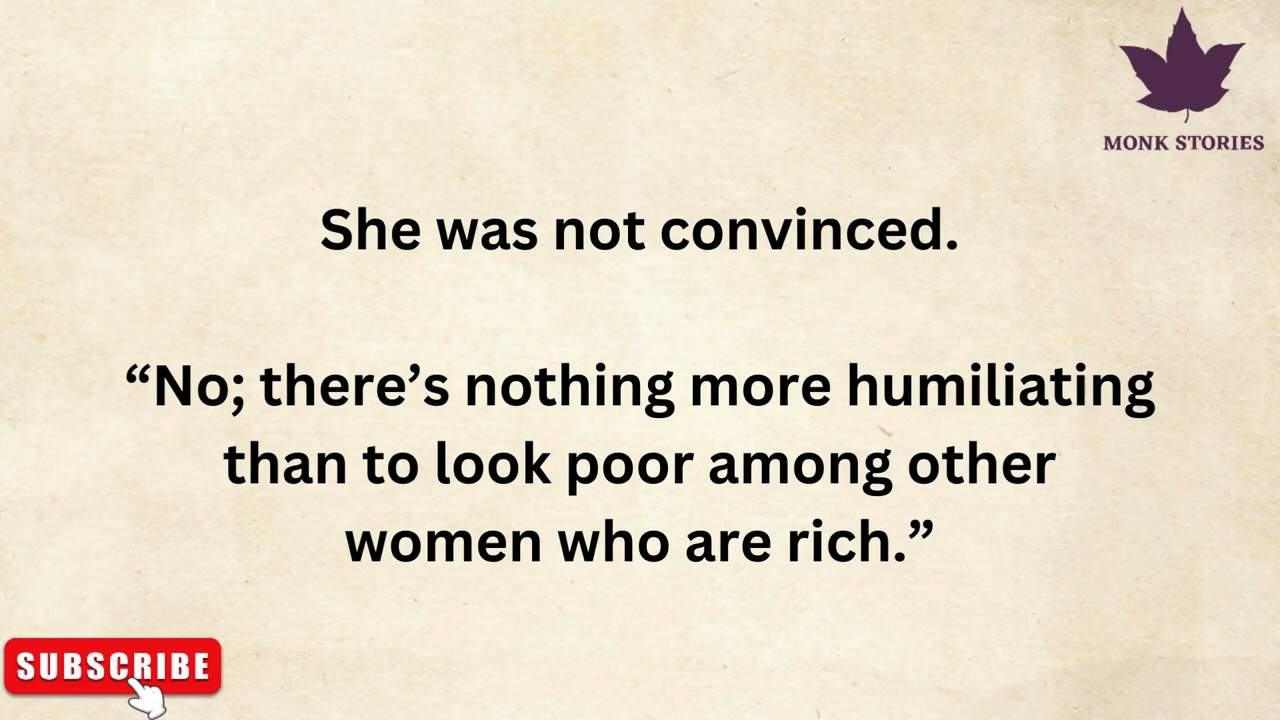 MONK STORIES
She was not convinced.
“No; there’s nothing more humiliating
than to look poor among other
women who are rich.”
SUBSCRIBE